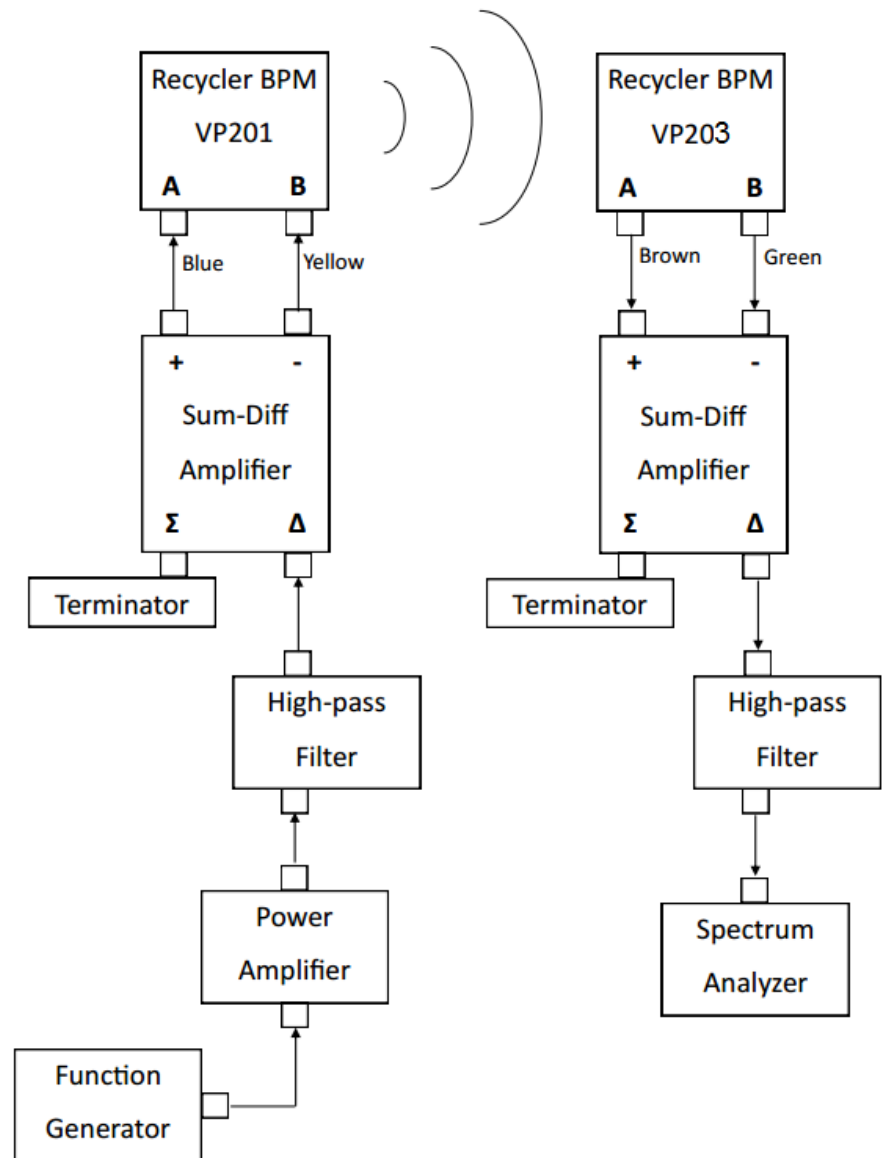 Recycler BPM
VP201
A B
Blue
Yellow
+ -
Sum-Diff
Amplifier
Σ Δ
Terminator
High-pass
Filter
Power
Amplifier
Function
Generator
Recycler BPM
VP203
A B
Brown
Green
+ -
Sum-Diff
Amplifier
Σ Δ
Terminator
High-pass
Filter
Spectrum
Analyzer